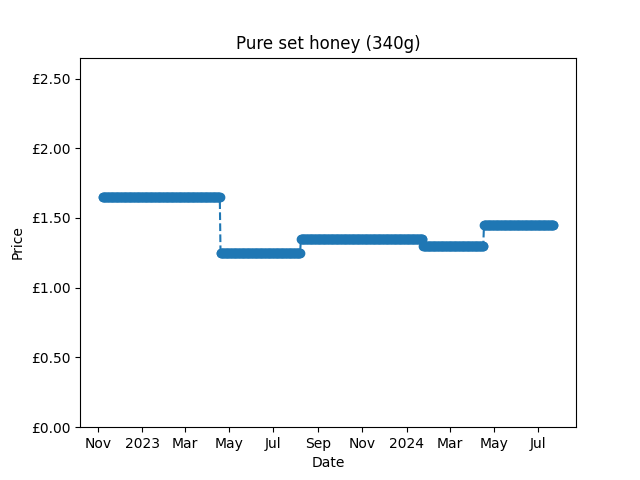 Pure set honey (340g)
£2.50
£2.00
£1.50
£1.00
£0.50
£0.00
Price
Nov 2023 Mar May Jul Sep Nov 2024 Mar May Jul
Date